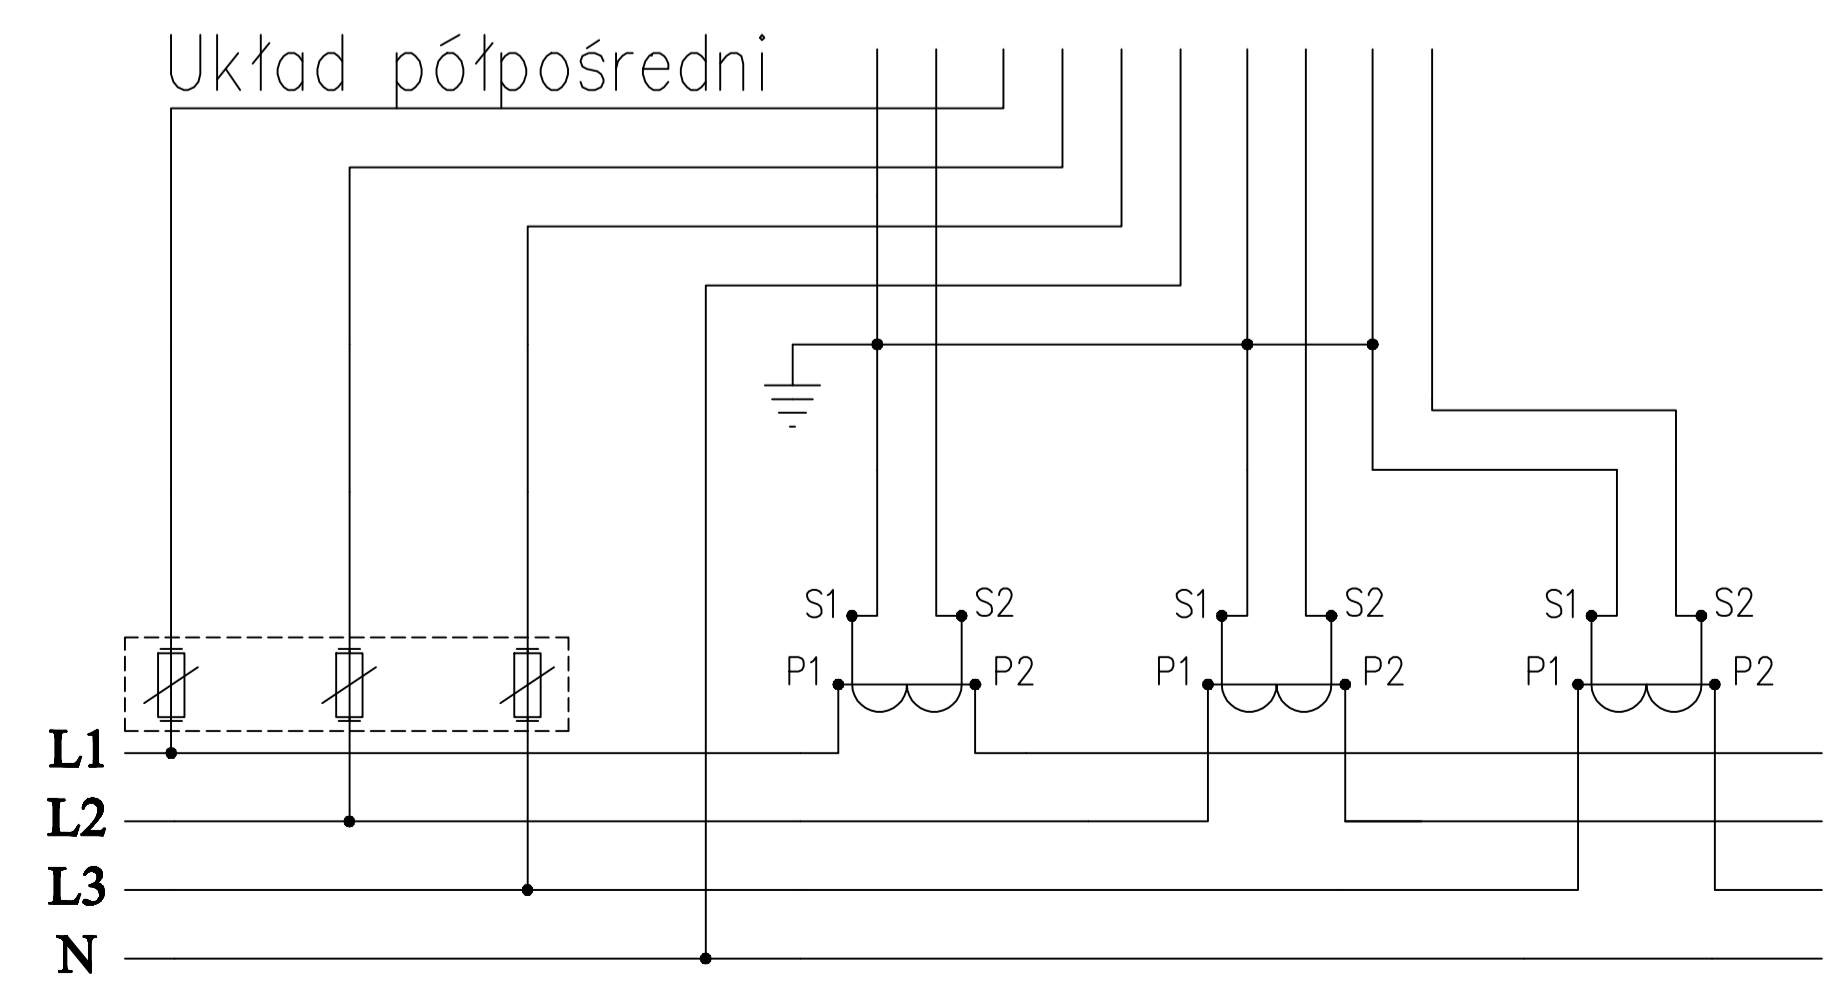 Układ półpośredni
S1 S2 S1 S2 S1 S2
P1 P2 P1 P2 P1 P2
L1
L2
L3
N